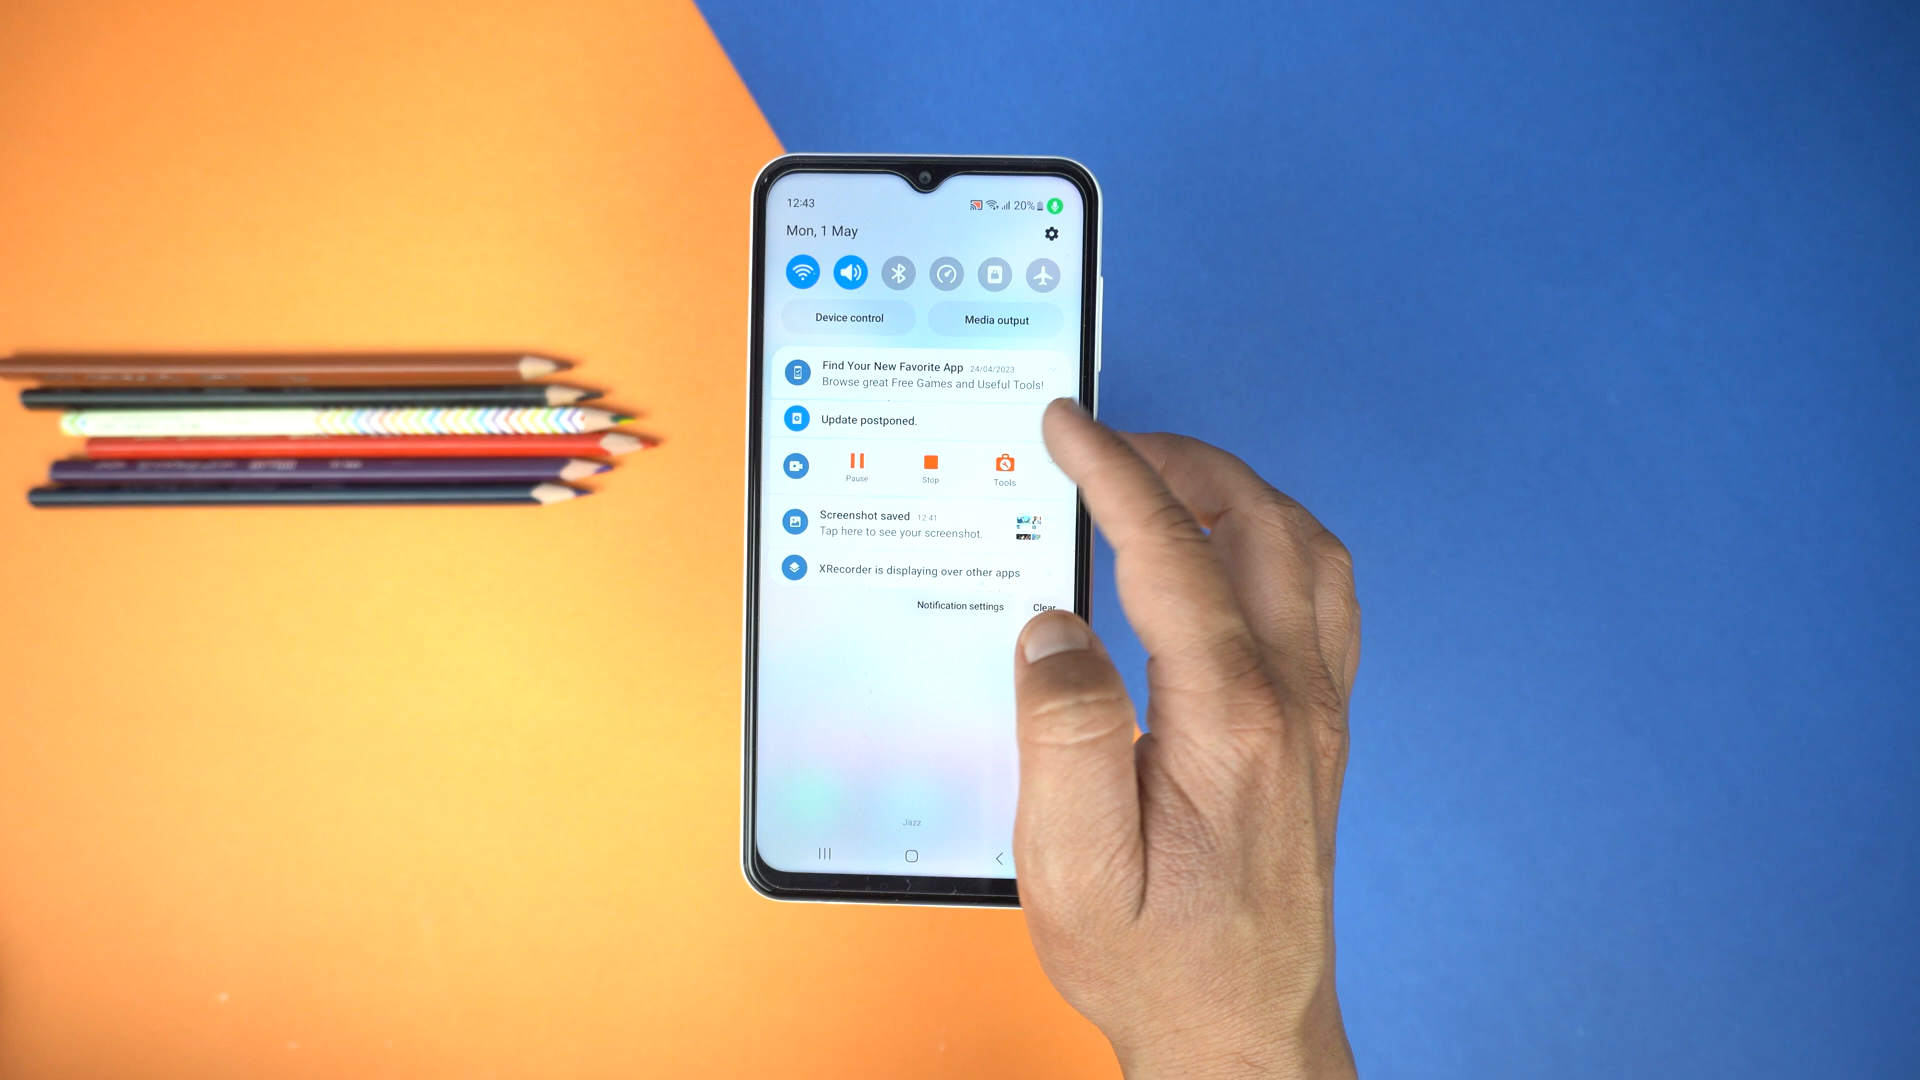 12:43
20%
Mon, 1 May
Device control
Media output
Find Your New Favorite App 24/04/2023
Browse great Free Games and Useful Tools!
Update postponed.
Pause
Stop
Tools
Screenshot saved 12:41
Tap here to see your screenshot.
XRecorder is displaying over other apps
Notification settings
Clear
Jazz